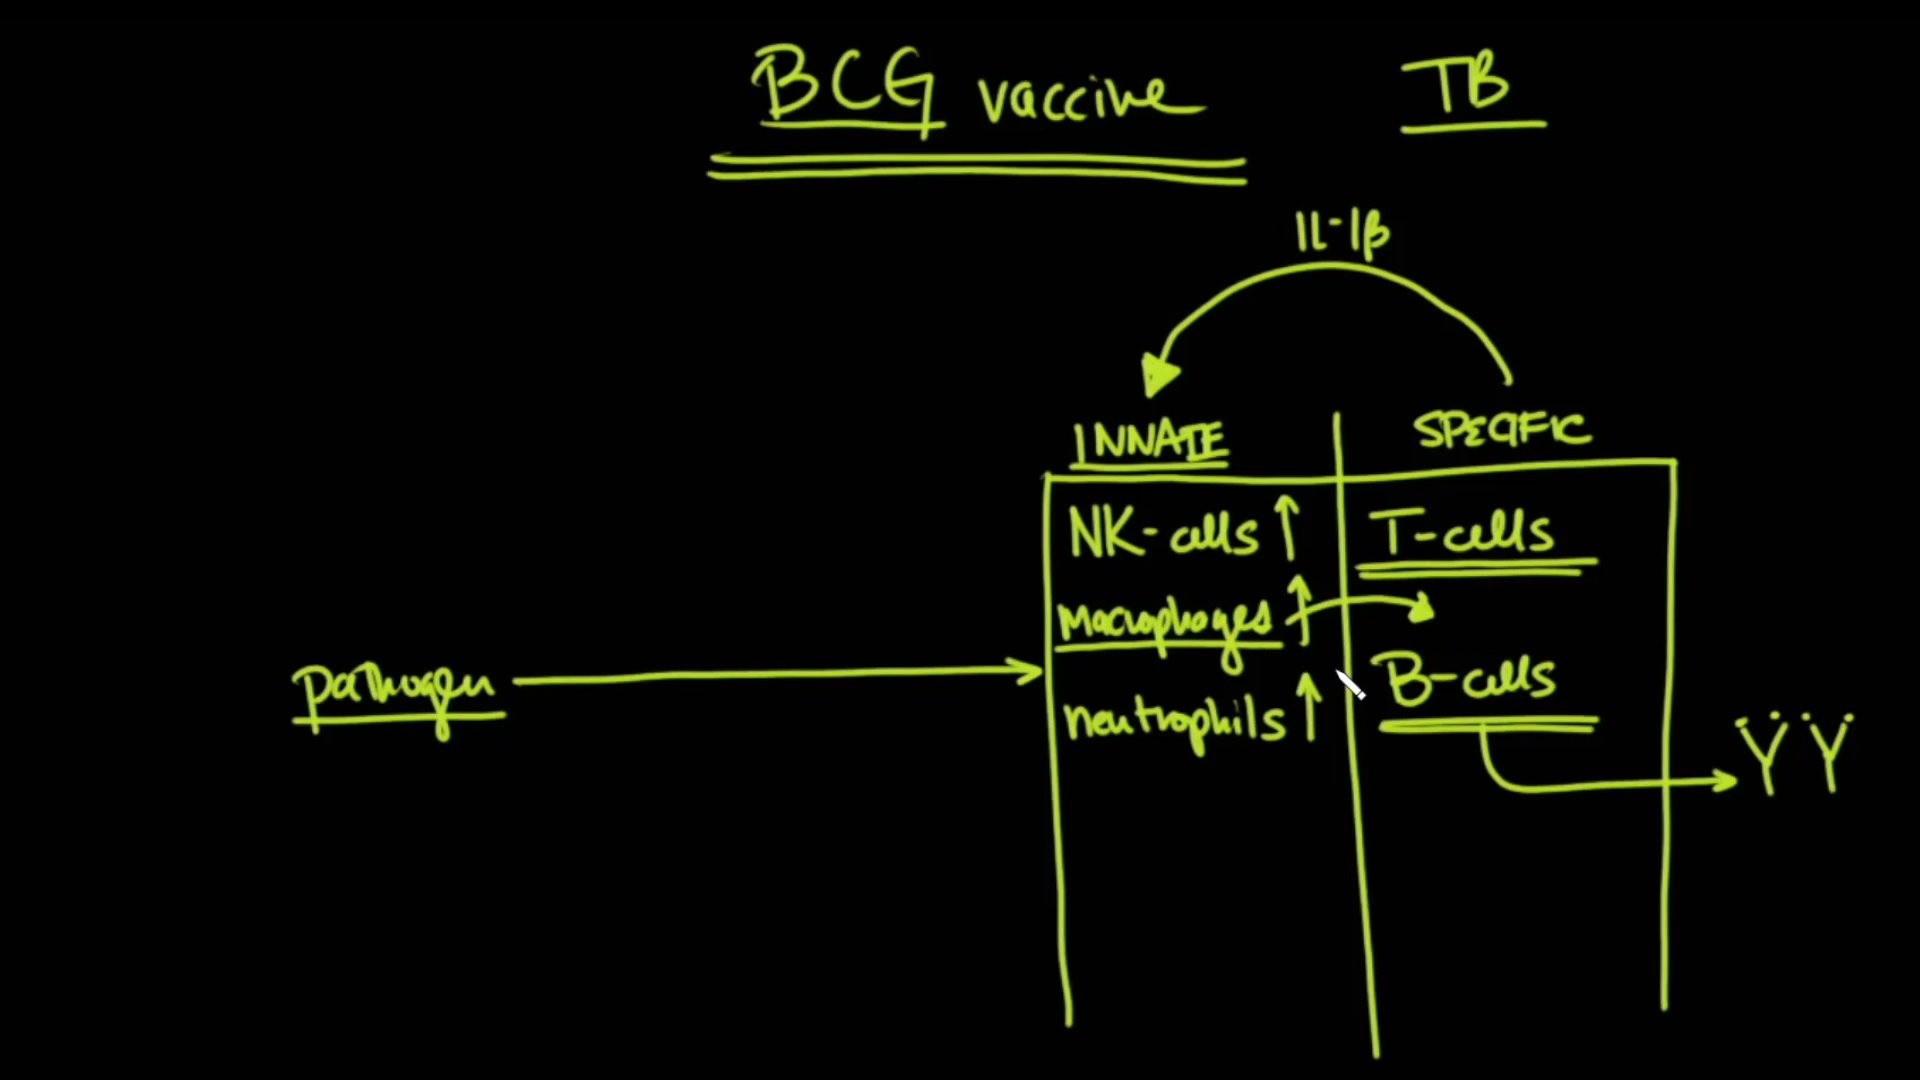 BCG vaccine
TB
IL-1β
INNATE
SPECIFIC
NK-cells ↑
T-cells
Macrophages ↑
B-cells
Pathogen
neutrophils ↑